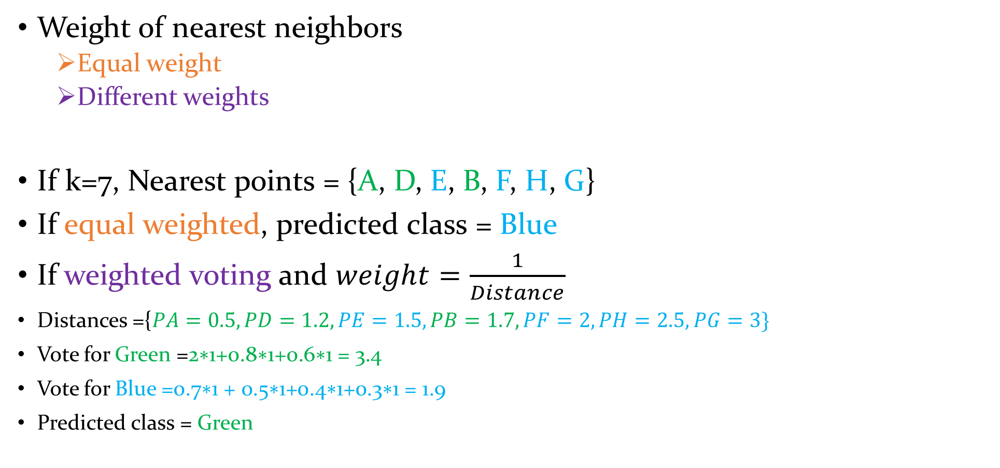 • Weight of nearest neighbors
➢Equal weight
➢Different weights
• If k=7, Nearest points = {A, D, E, B, F, H, G}
• If equal weighted, predicted class = Blue
• If weighted voting and weight = 1/Distance
• Distances ={PA = 0.5, PD = 1.2, PE = 1.5, PB = 1.7, PF = 2, PH = 2.5, PG = 3}
• Vote for Green =2*1+0.8*1+0.6*1 = 3.4
• Vote for Blue =0.7*1 + 0.5*1+0.4*1+0.3*1 = 1.9
• Predicted class = Green